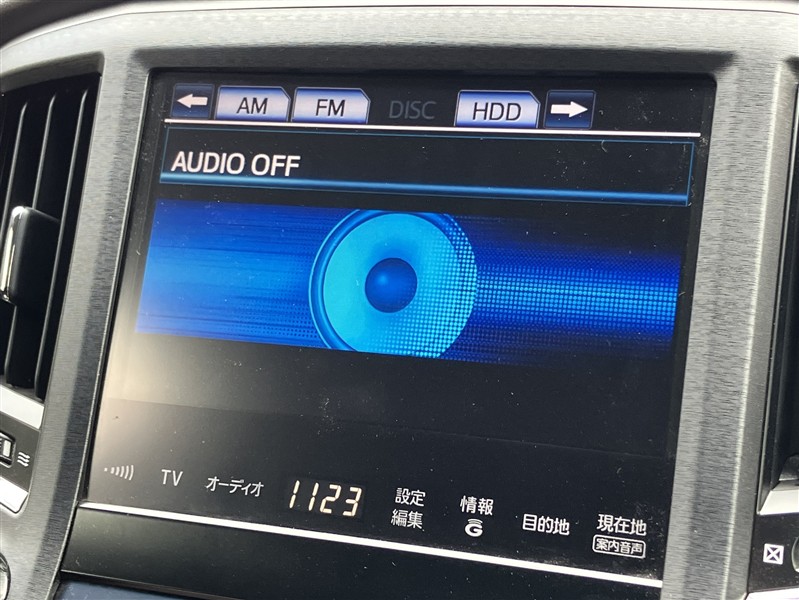 AM FM DISC HDD
AUDIO OFF
TV オーディオ 1123 設定 情報 目的地 現在地
編集 G 案内音声